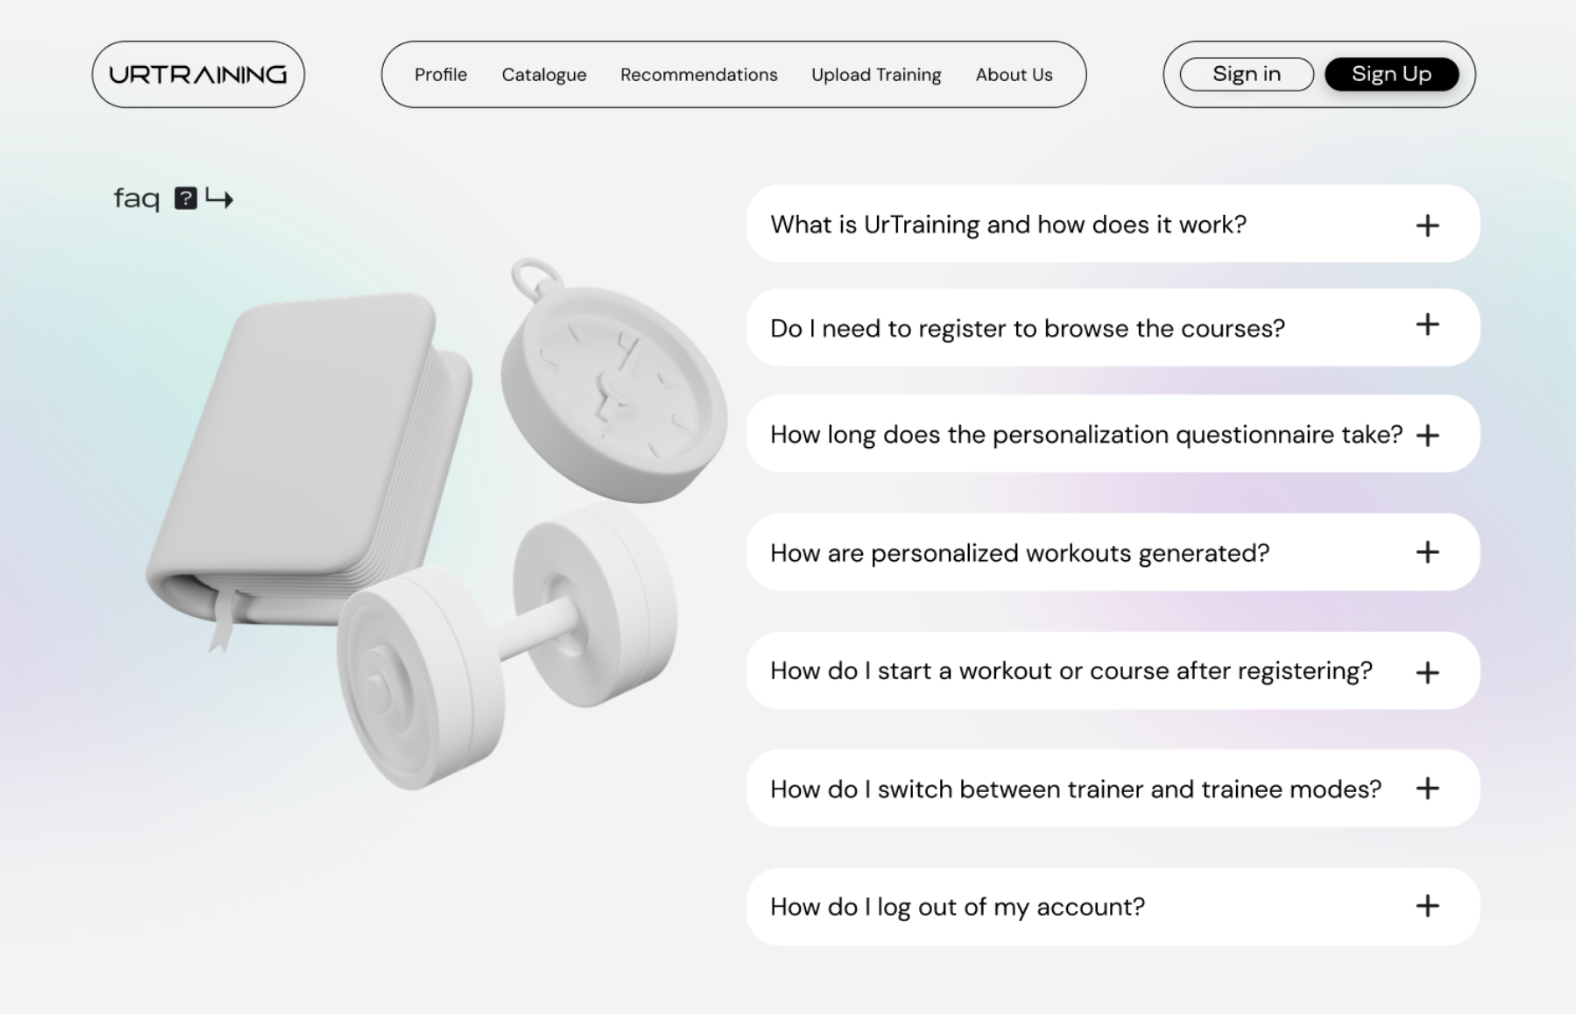 URTRAINING
Profile Catalogue Recommendations Upload Training About Us
Sign in Sign Up
faq ?
What is UrTraining and how does it work?
Do I need to register to browse the courses?
How long does the personalization questionnaire take?
How are personalized workouts generated?
How do I start a workout or course after registering?
How do I switch between trainer and trainee modes?
How do I log out of my account?